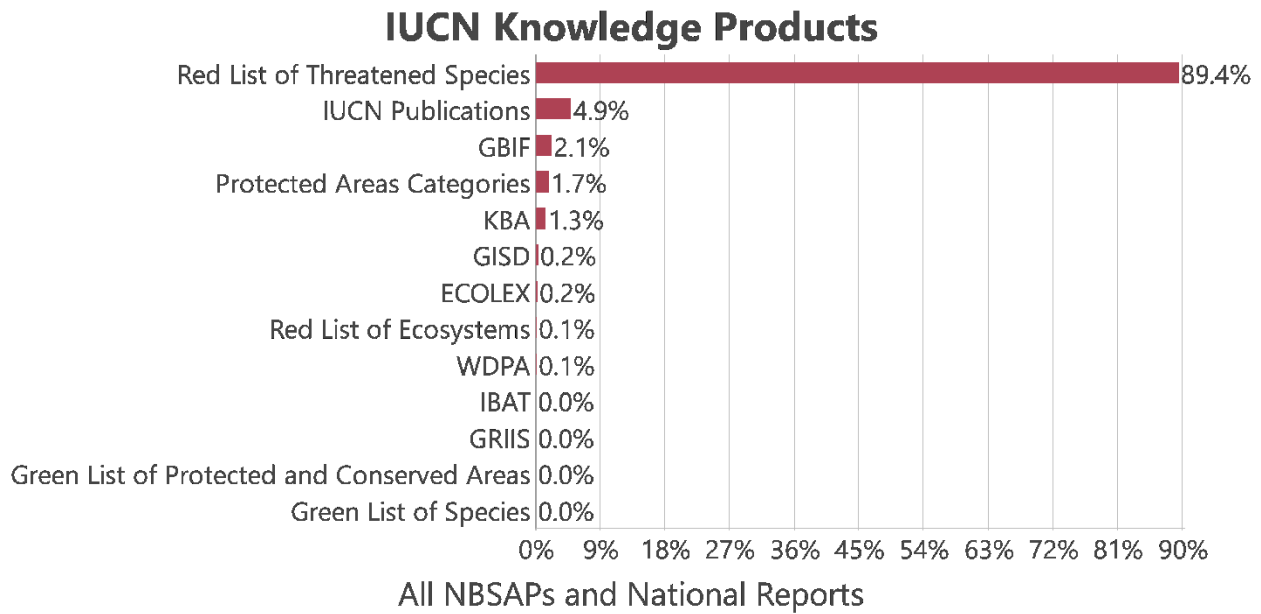 IUCN Knowledge Products
Red List of Threatened Species 89.4%
IUCN Publications 4.9%
GBIF 2.1%
Protected Areas Categories 1.7%
KBA 1.3%
GISD 0.2%
ECOLEX 0.2%
Red List of Ecosystems 0.1%
WDPA 0.1%
IBAT 0.0%
GRIIS 0.0%
Green List of Protected and Conserved Areas 0.0%
Green List of Species 0.0%
0% 9% 18% 27% 36% 45% 54% 63% 72% 81% 90%
All NBSAPs and National Reports